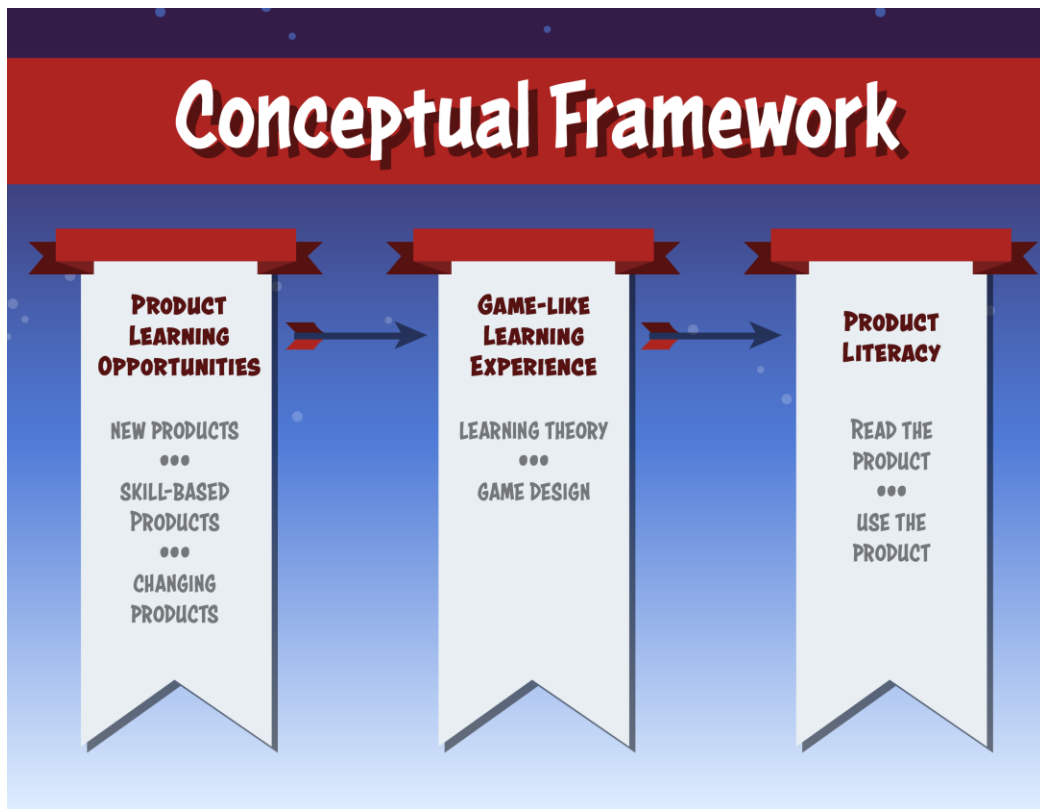 Conceptual Framework
Product
Learning
Opportunities
new products
•••
skill-based
Products
•••
changing
products
Game-like
Learning
Experience
learning theory
•••
game design
Product
Literacy
Read the
product
•••
use the
product